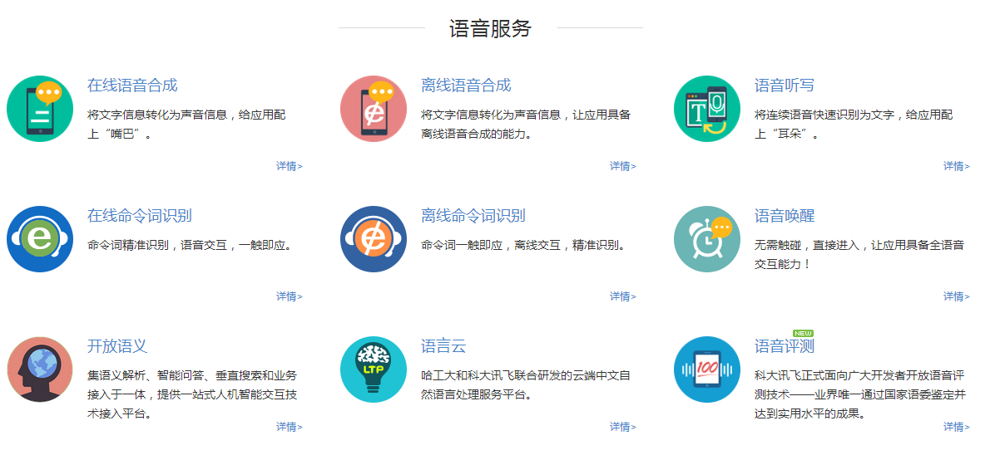 语音服务
在线语音合成
将文字信息转化为声音信息，给应用配
上“嘴巴”。
详情>
离线语音合成
将文字信息转化为声音信息，让应用具备
离线语音合成的能力。
详情>
T
语音听写
将连续语音快速识别为文字，给应用配
上“耳朵”。
详情>
e
在线命令词识别
命令词精准识别，语音交互，一触即应。
详情>
e
离线命令词识别
命令词一触即应，离线交互，精准识别。
详情>
语音唤醒
无需触碰，直接进入，让应用具备全语音
交互能力！
详情>
开放语义
集语义解析、智能问答、垂直搜索和业务
接入于一体，提供一站式人机智能交互技
术接入平台。
详情>
LTP
语言云
哈工大和科大讯飞联合研发的云端中文自
然语言处理服务平台。
详情>
100
NEW
语音评测
科大讯飞正式面向广大开发者开放语音评
测技术——业界唯一通过国家语委鉴定并
达到实用水平的成果。
详情>